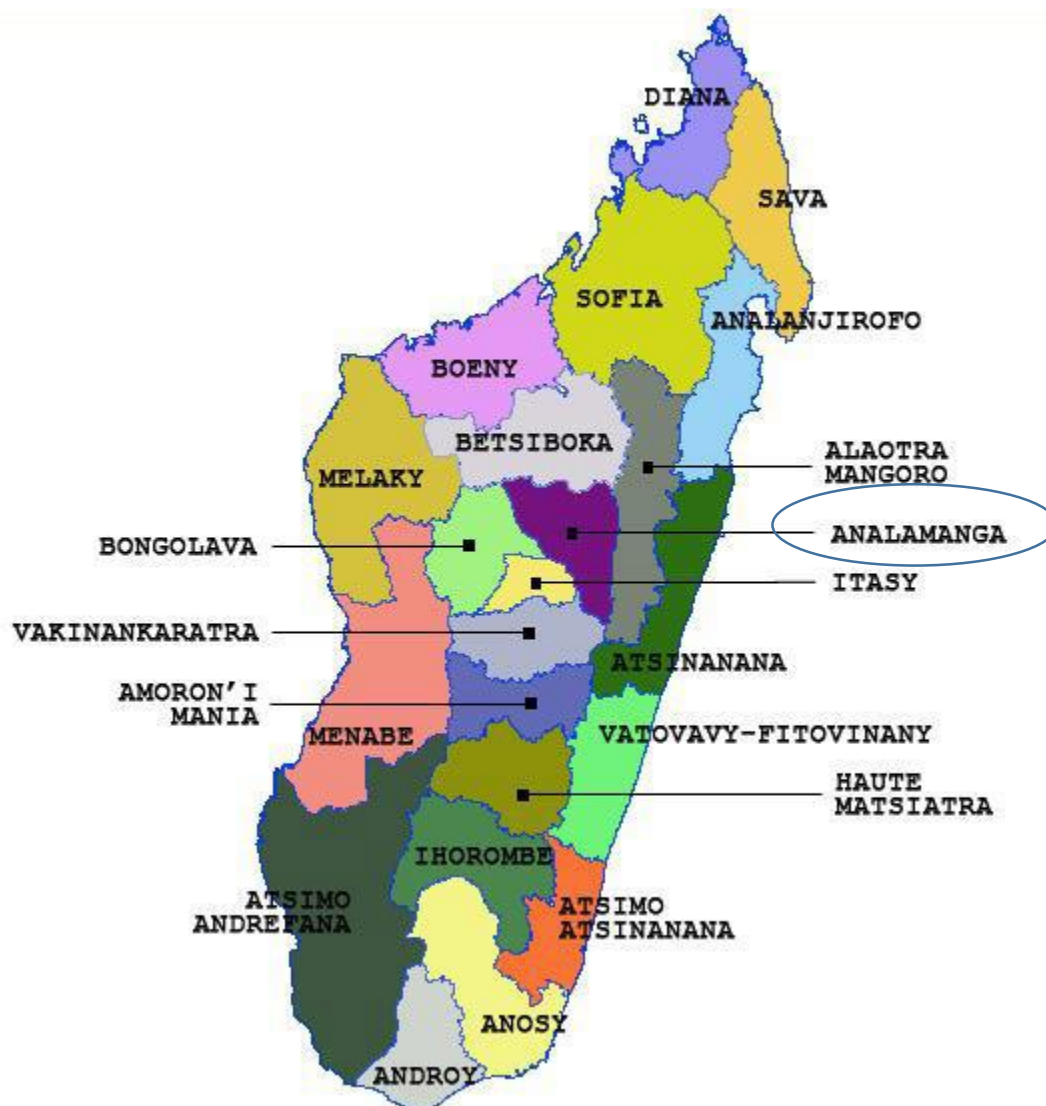 DIANA
SAVA
SOFIA
ANALANJIROFO
BOENY
BETSIBOKA
ALAOTRA
MANGORO
MELAKY
ANALAMANGA
BONGOLAVA
ITASY
VAKINANKARATRA
ATSINANANA
AMORON'I
MANIA
MENABE
VATOVAVY-FITOVINANY
HAUTE
MATSIATRA
IHOROMBE
ATSIMO
ANDREFANA
ATSIMO
ATSINANANA
ANOSY
ANDROY